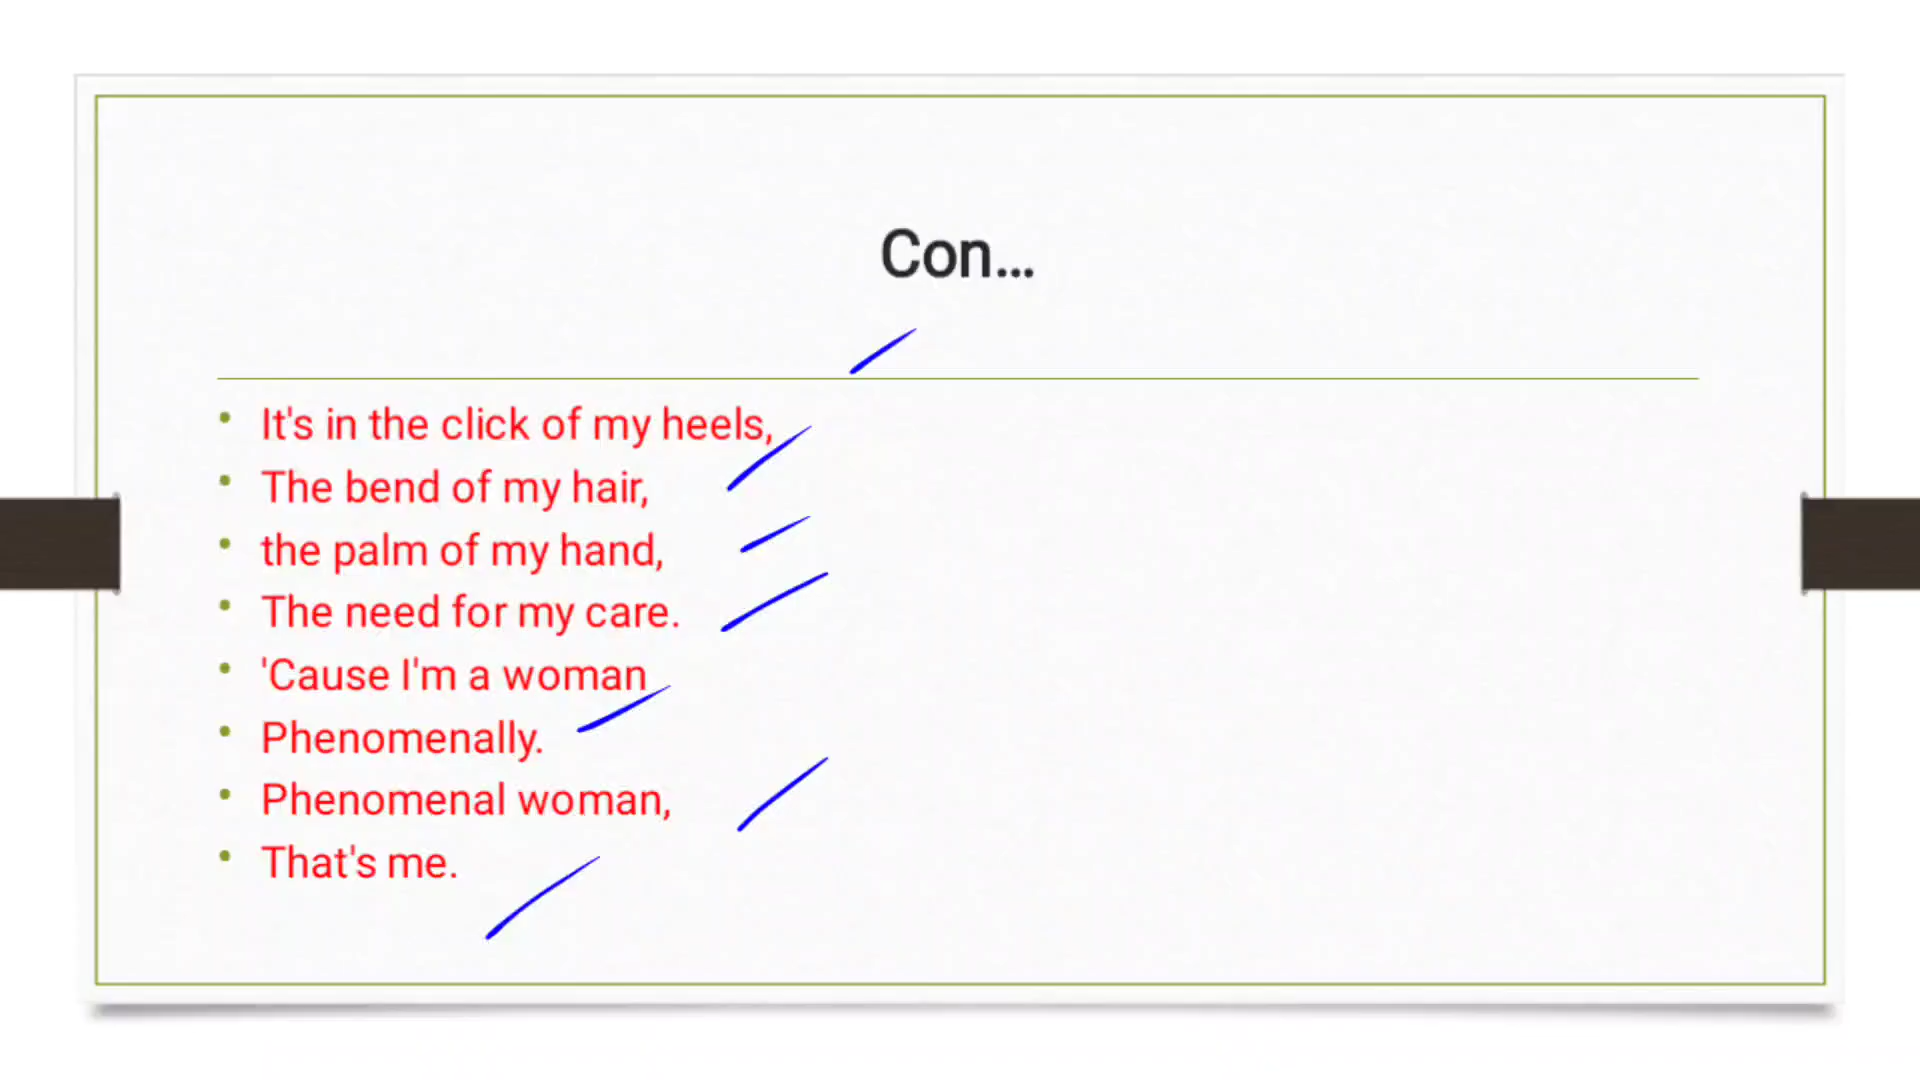 Con...
• It's in the click of my heels,
• The bend of my hair,
• the palm of my hand,
• The need for my care.
• 'Cause I'm a woman
• Phenomenally.
• Phenomenal woman,
• That's me.